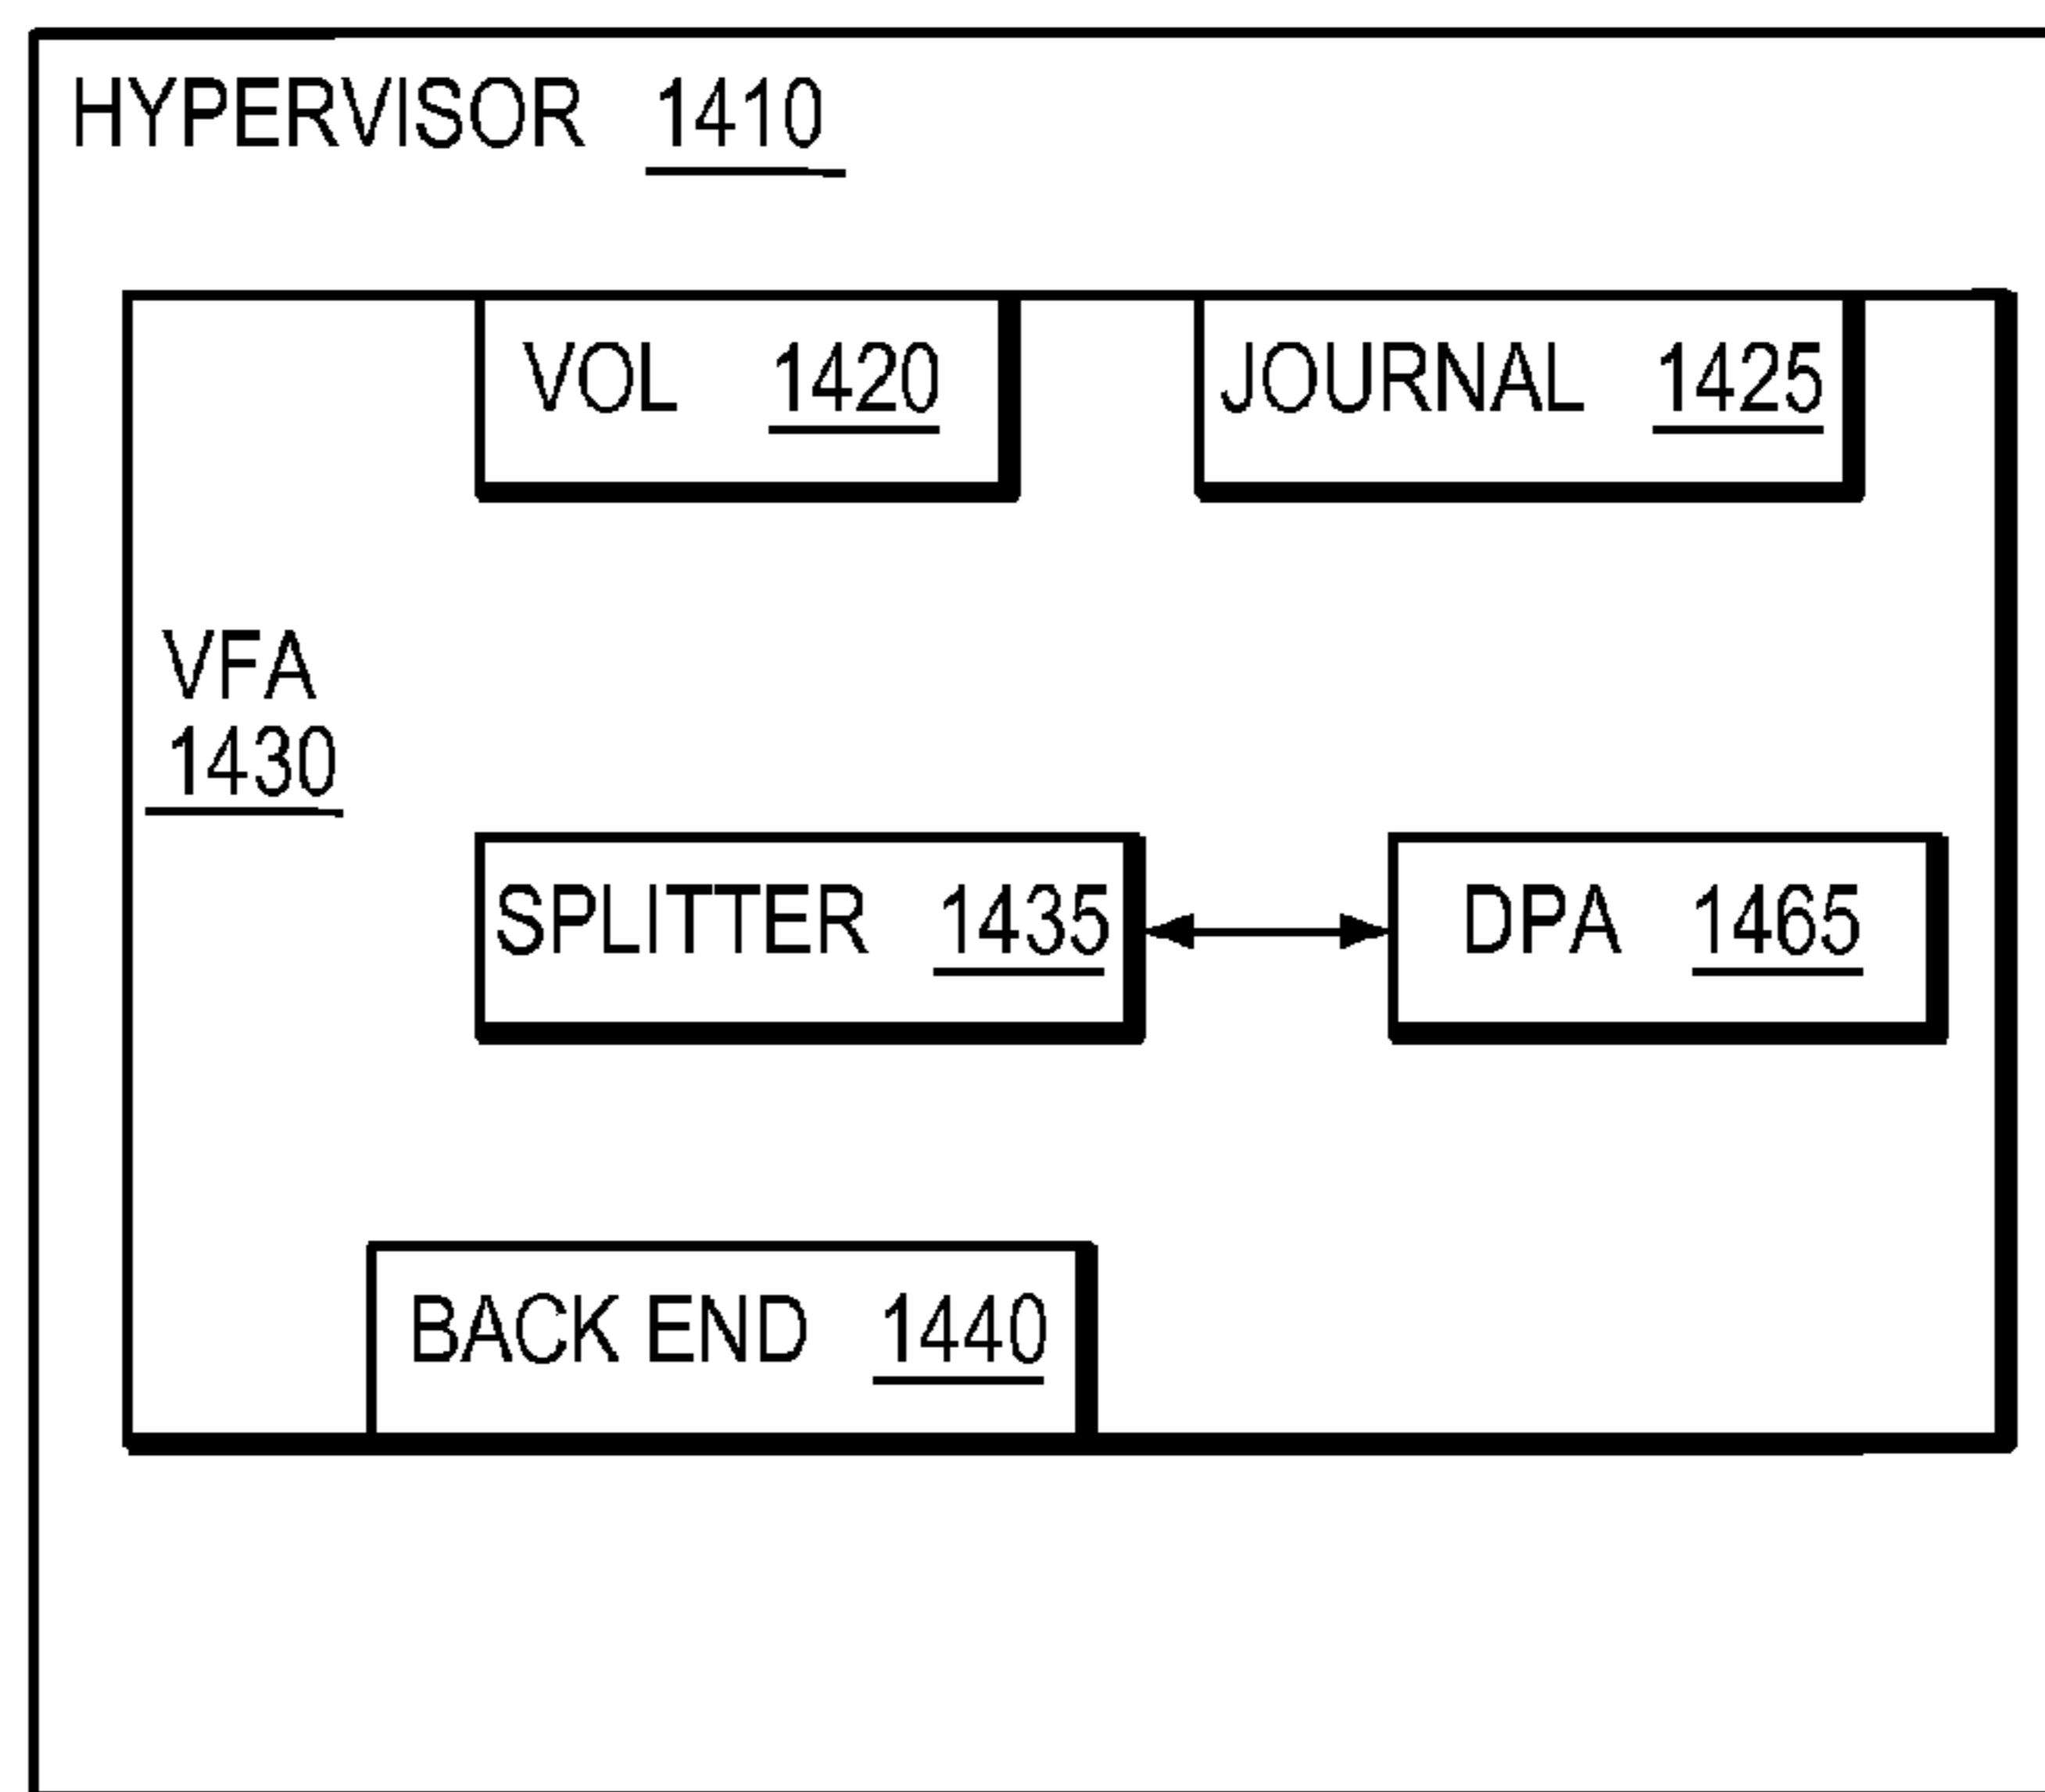 HYPERVISOR 1410
VOL 1420
JOURNAL 1425
VFA
1430
SPLITTER 1435
DPA 1465
BACK END 1440